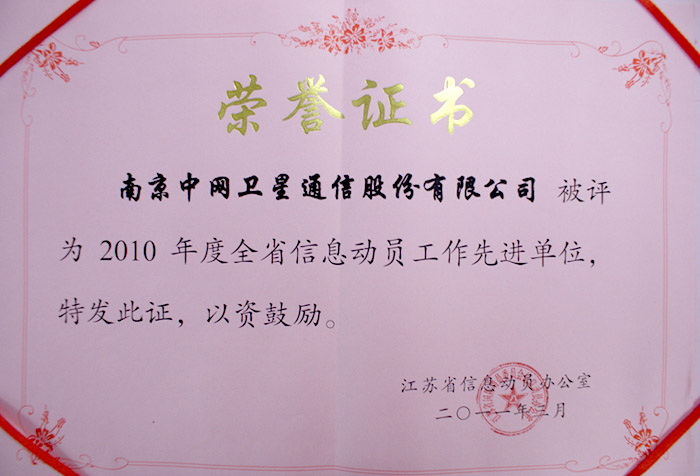 荣誉证书
南京中网卫星通信股份有限公司 被评
为 2010 年度全省信息动员工作先进单位，
特发此证，以资鼓励。
江苏省信息动员办公室
二〇一一年三月